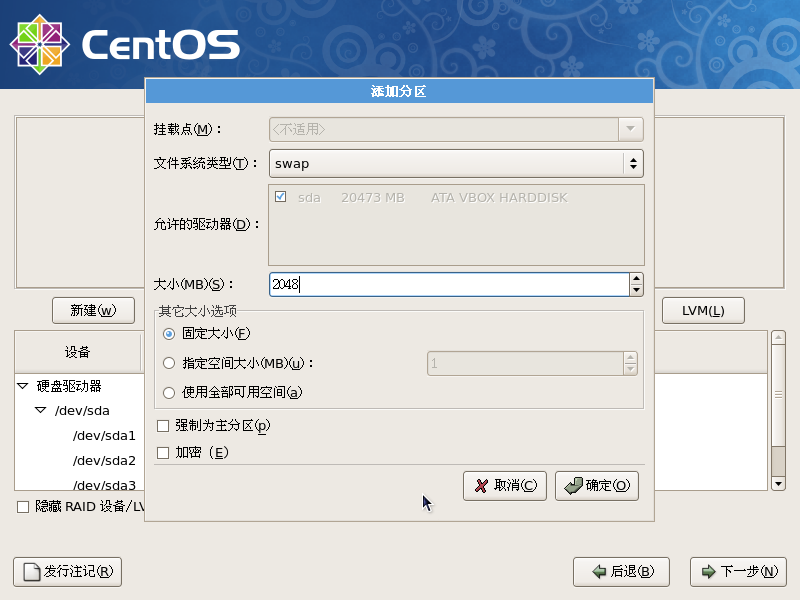 CentOS
添加分区
挂载点(M)：
<不适用>
文件系统类型(T)：
swap
允许的驱动器(D)：
sda 20473 MB ATA VBOX HARDDISK
大小(MB)(S)：
2048
其它大小选项
固定大小(F)
指定空间大小(MB)(u)：
1
使用全部可用空间(a)
强制为主分区(p)
加密（E）
取消(C)
确定(O)
新建(w)
LVM(L)
设备
硬盘驱动器
/dev/sda
/dev/sda1
/dev/sda2
/dev/sda3
隐藏 RAID 设备/LV
发行注记(R)
后退(B)
下一步(N)